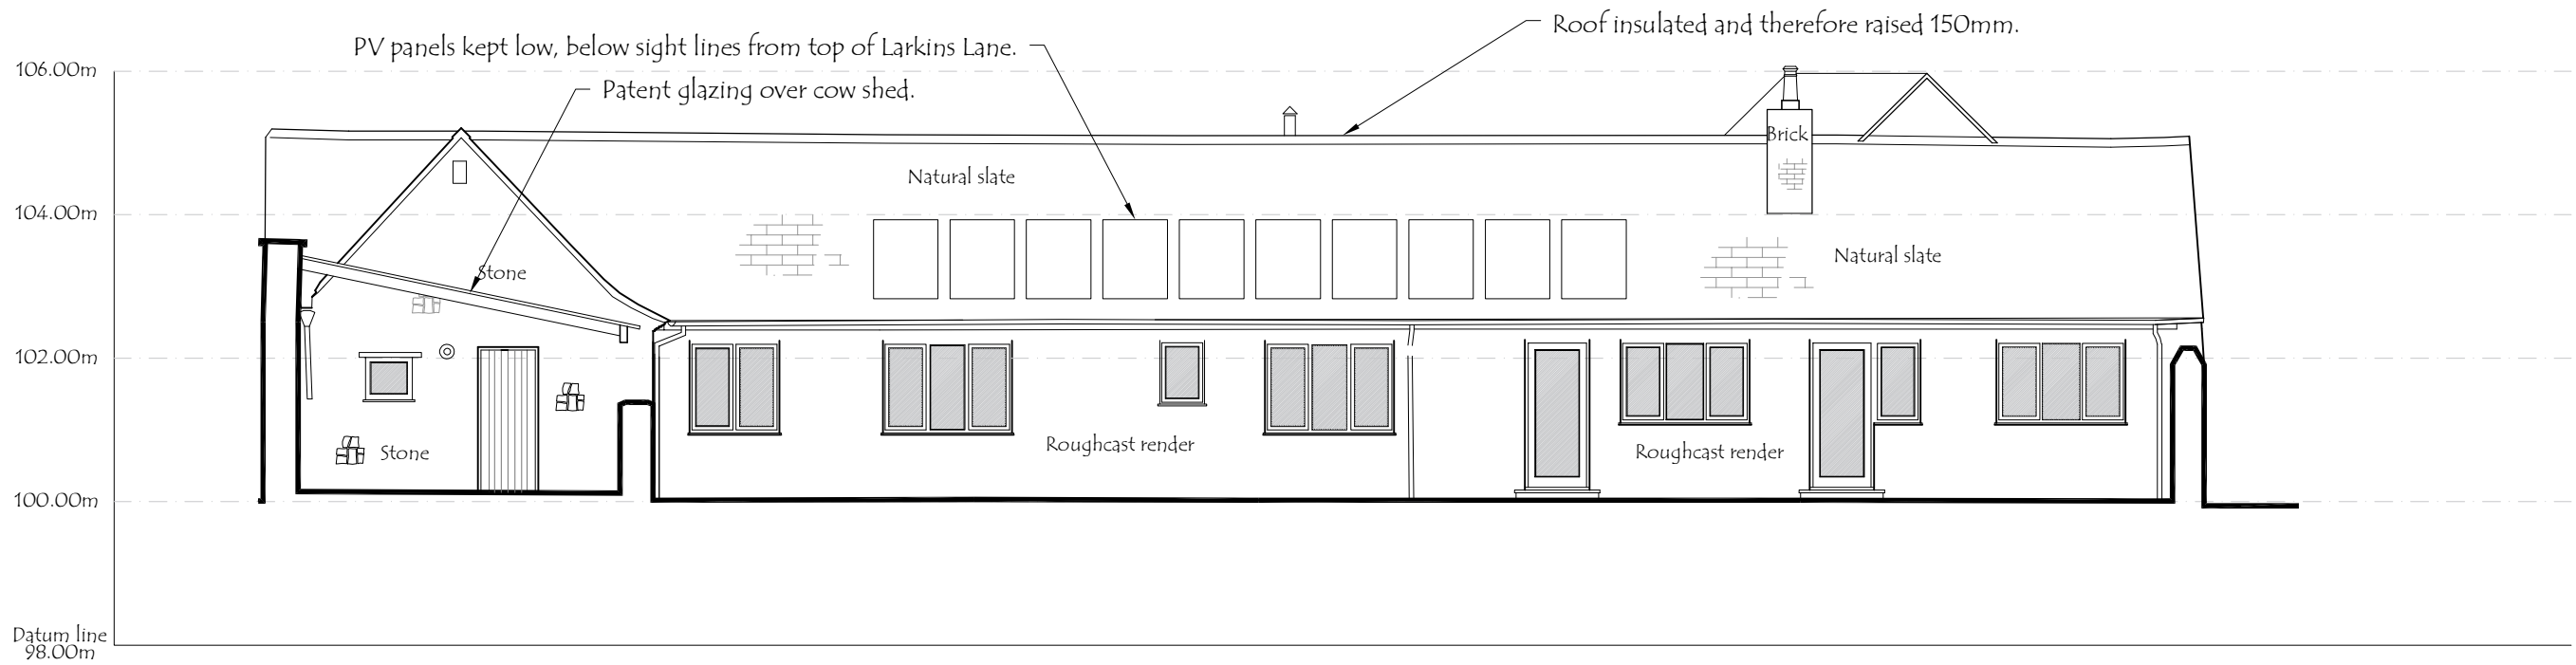 Roof insulated and therefore raised 150mm.
PV panels kept low, below sight lines from top of Larkins Lane.
106.00m
Patent glazing over cow shed.
Brick
Natural slate
104.00m
Natural slate
Stone
102.00m
Roughcast render
Stone
Roughcast render
100.00m
Datum line
98.00m